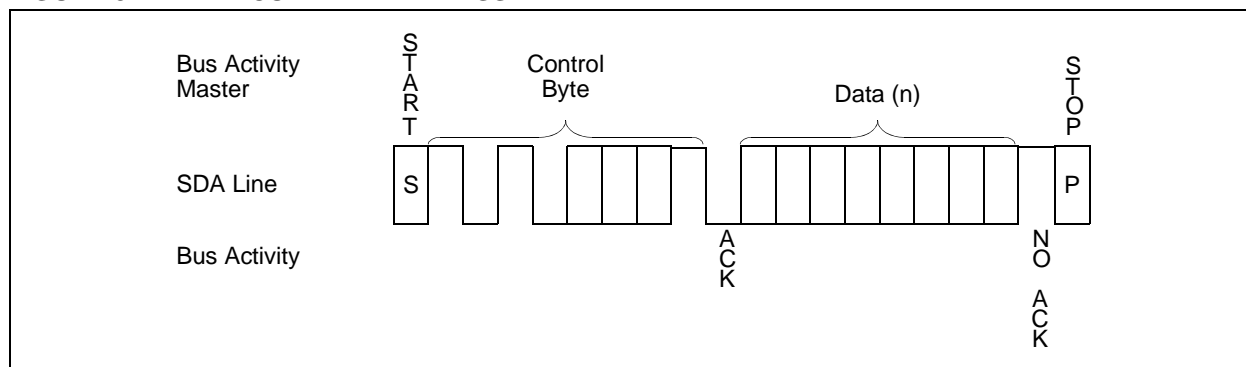 Bus Activity
Master
START
Control
Byte
Data (n)
STOP
SDA Line
S
P
Bus Activity
ACK
NO ACK